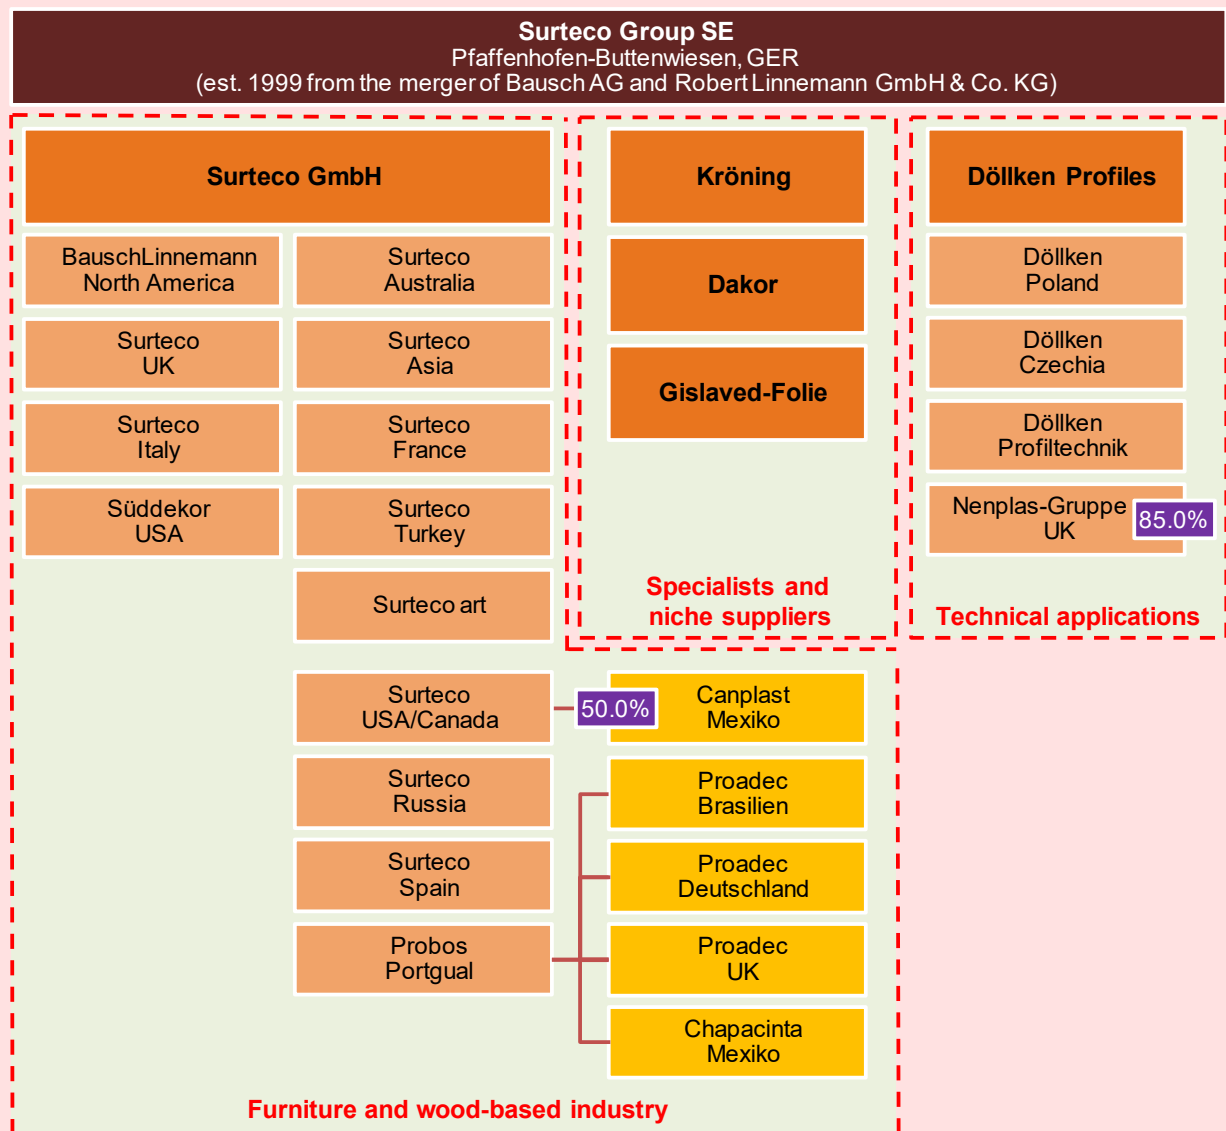 Surteco Group SE
Pfaffenhofen-Buttenwiesen, GER
(est. 1999 from the merger of Bausch AG and Robert Linnemann GmbH & Co. KG)
Surteco GmbH
BauschLinnemann
North America
Surteco
Australia
Surteco
UK
Surteco
Asia
Surteco
Italy
Surteco
France
Süddekor
USA
Surteco
Turkey
Surteco art
Surteco
USA/Canada
50.0%
Canplast
Mexiko
Surteco
Russia
Proadec
Brasilien
Surteco
Spain
Proadec
Deutschland
Probos
Portgual
Proadec
UK
Chapacinta
Mexiko
Furniture and wood-based industry
Kröning
Dakor
Gislaved-Folie
Specialists and
niche suppliers
Döllken Profiles
Döllken
Poland
Döllken
Czechia
Döllken
Profiltechnik
Nenplas-Gruppe
UK
85.0%
Technical applications